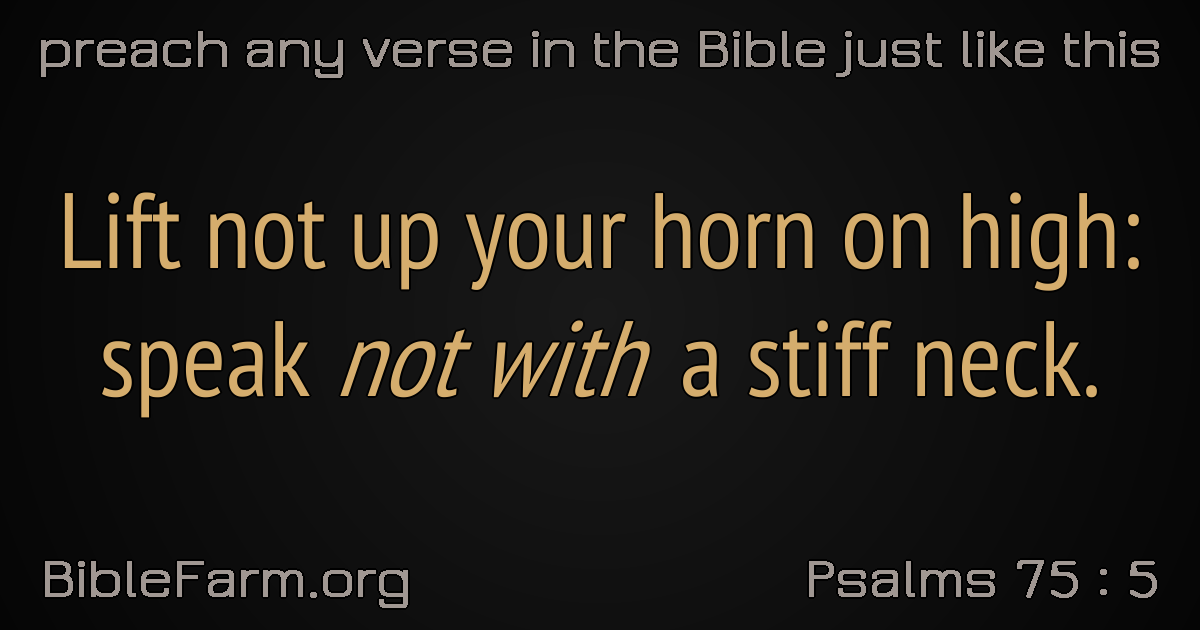 preach any verse in the Bible just like this
Lift not up your horn on high:
speak not with a stiff neck.
BibleFarm.org
Psalms 75 : 5